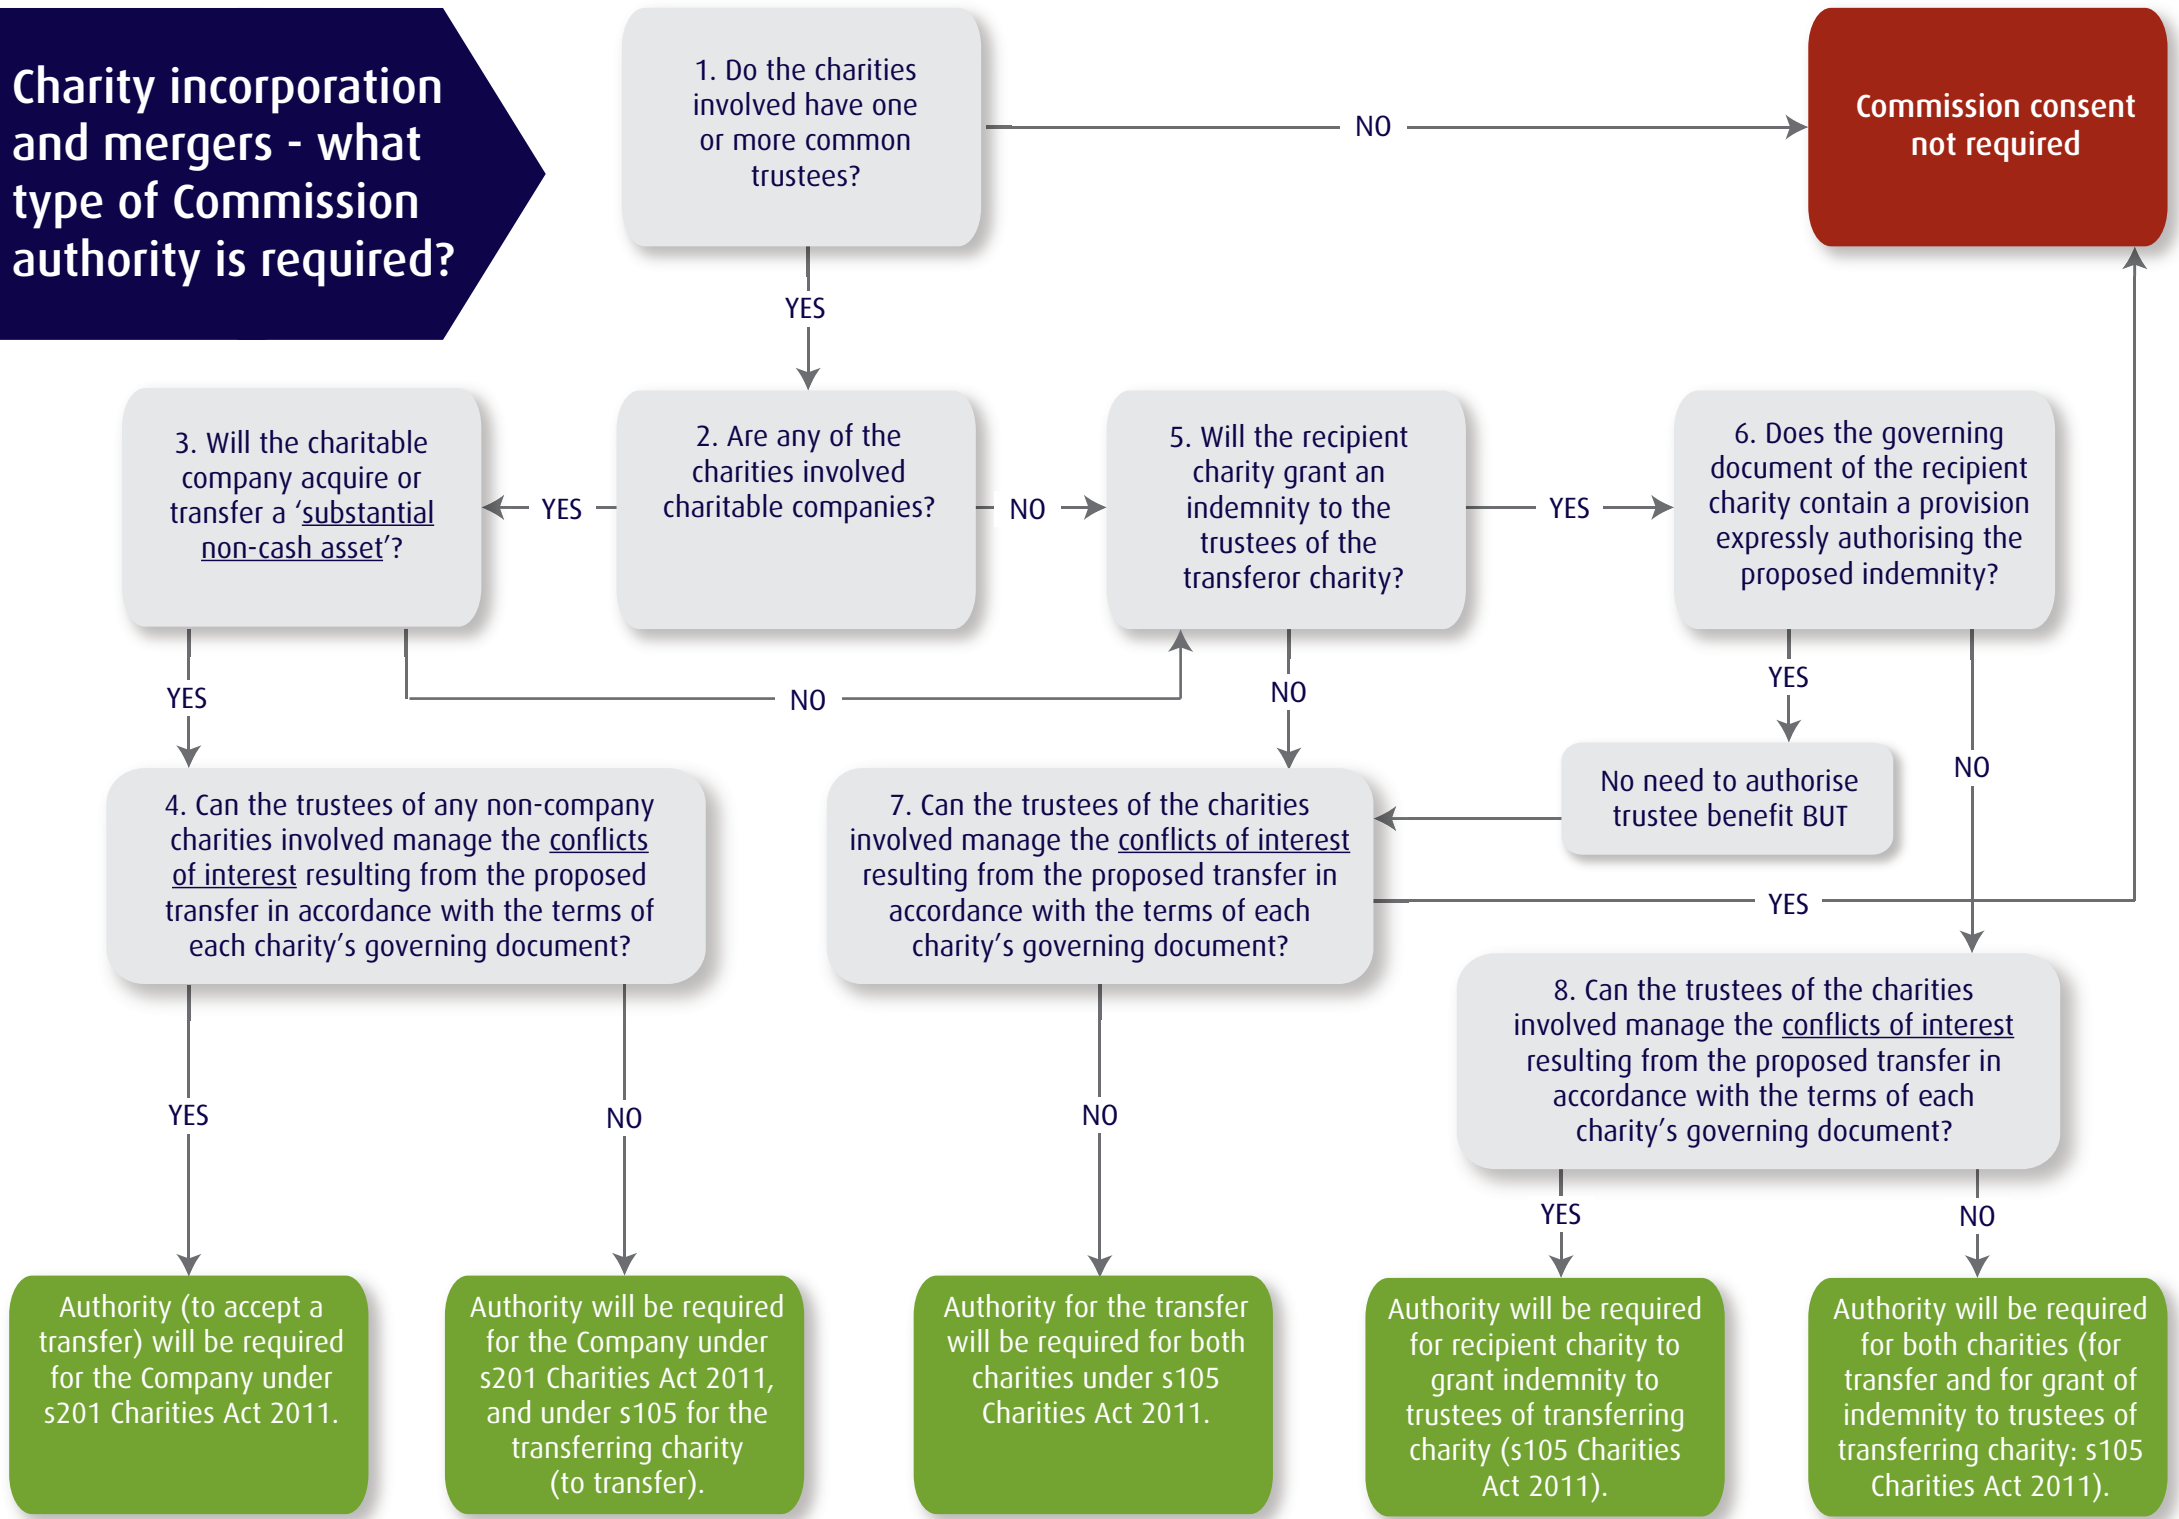 Charity incorporation
and mergers - what
type of Commission
authority is required?
1. Do the charities
involved have one
or more common
trustees?
NO
Commission consent
not required
YES
3. Will the charitable
company acquire or
transfer a ‘substantial
non-cash asset’?
YES
2. Are any of the
charities involved
charitable companies?
NO
5. Will the recipient
charity grant an
indemnity to the
trustees of the
transferor charity?
YES
6. Does the governing
document of the recipient
charity contain a provision
expressly authorising the
proposed indemnity?
YES
NO
NO
YES
NO
No need to authorise
trustee benefit BUT
4. Can the trustees of any non-company
charities involved manage the conflicts
of interest resulting from the proposed
transfer in accordance with the terms of
each charity’s governing document?
7. Can the trustees of the charities
involved manage the conflicts of interest
resulting from the proposed transfer in
accordance with the terms of each
charity’s governing document?
YES
8. Can the trustees of the charities
involved manage the conflicts of interest
resulting from the proposed transfer in
accordance with the terms of each
charity’s governing document?
YES
NO
NO
YES
NO
Authority (to accept a
transfer) will be required
for the Company under
s201 Charities Act 2011.
Authority will be required
for the Company under
s201 Charities Act 2011,
and under s105 for the
transferring charity
(to transfer).
Authority for the transfer
will be required for both
charities under s105
Charities Act 2011.
Authority will be required
for recipient charity to
grant indemnity to
trustees of transferring
charity (s105 Charities
Act 2011).
Authority will be required
for both charities (for
transfer and for grant of
indemnity to trustees of
transferring charity: s105
Charities Act 2011).